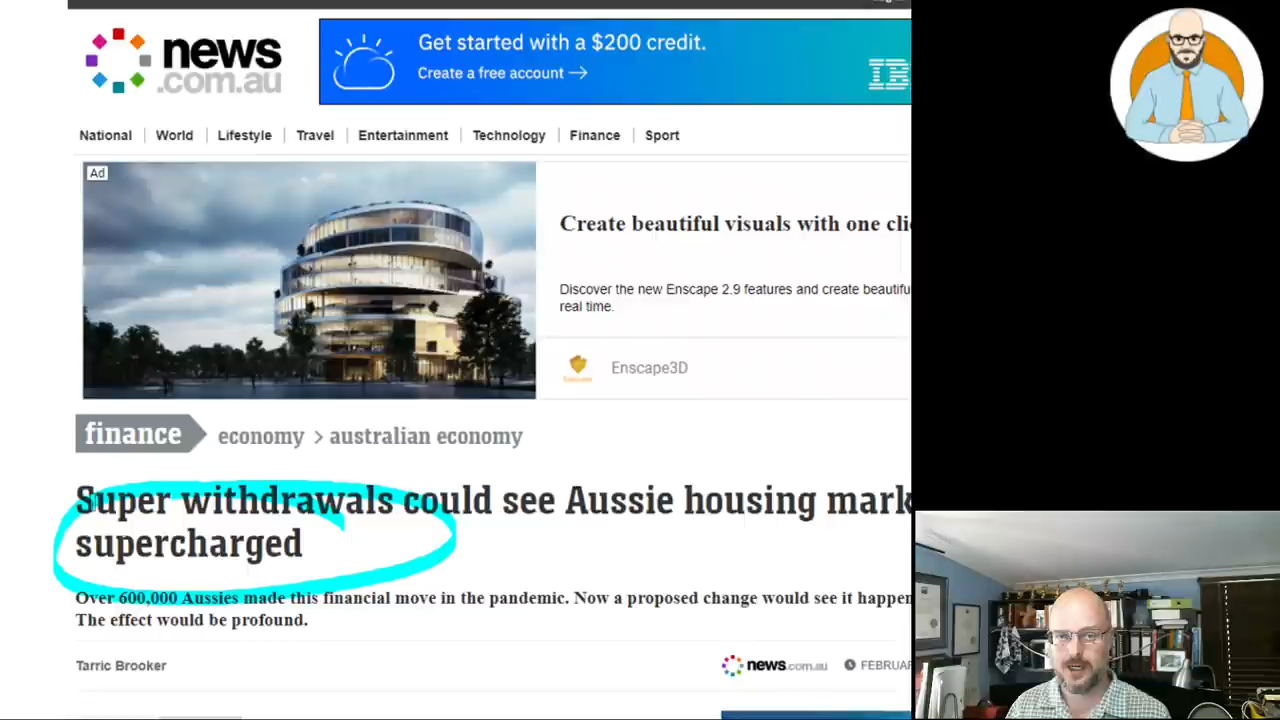 news
.com.au
Get started with a $200 credit.
Create a free account →
IB
National
World
Lifestyle
Travel
Entertainment
Technology
Finance
Sport
Ad
Create beautiful visuals with one cli
Discover the new Enscape 2.9 features and create beautifu
real time.
Enscape3D
finance
economy > australian economy
Super withdrawals could see Aussie housing mark
supercharged
Over 600,000 Aussies made this financial move in the pandemic. Now a proposed change would see it happen
The effect would be profound.
Tarric Brooker
news.com.au
FEBRUAR